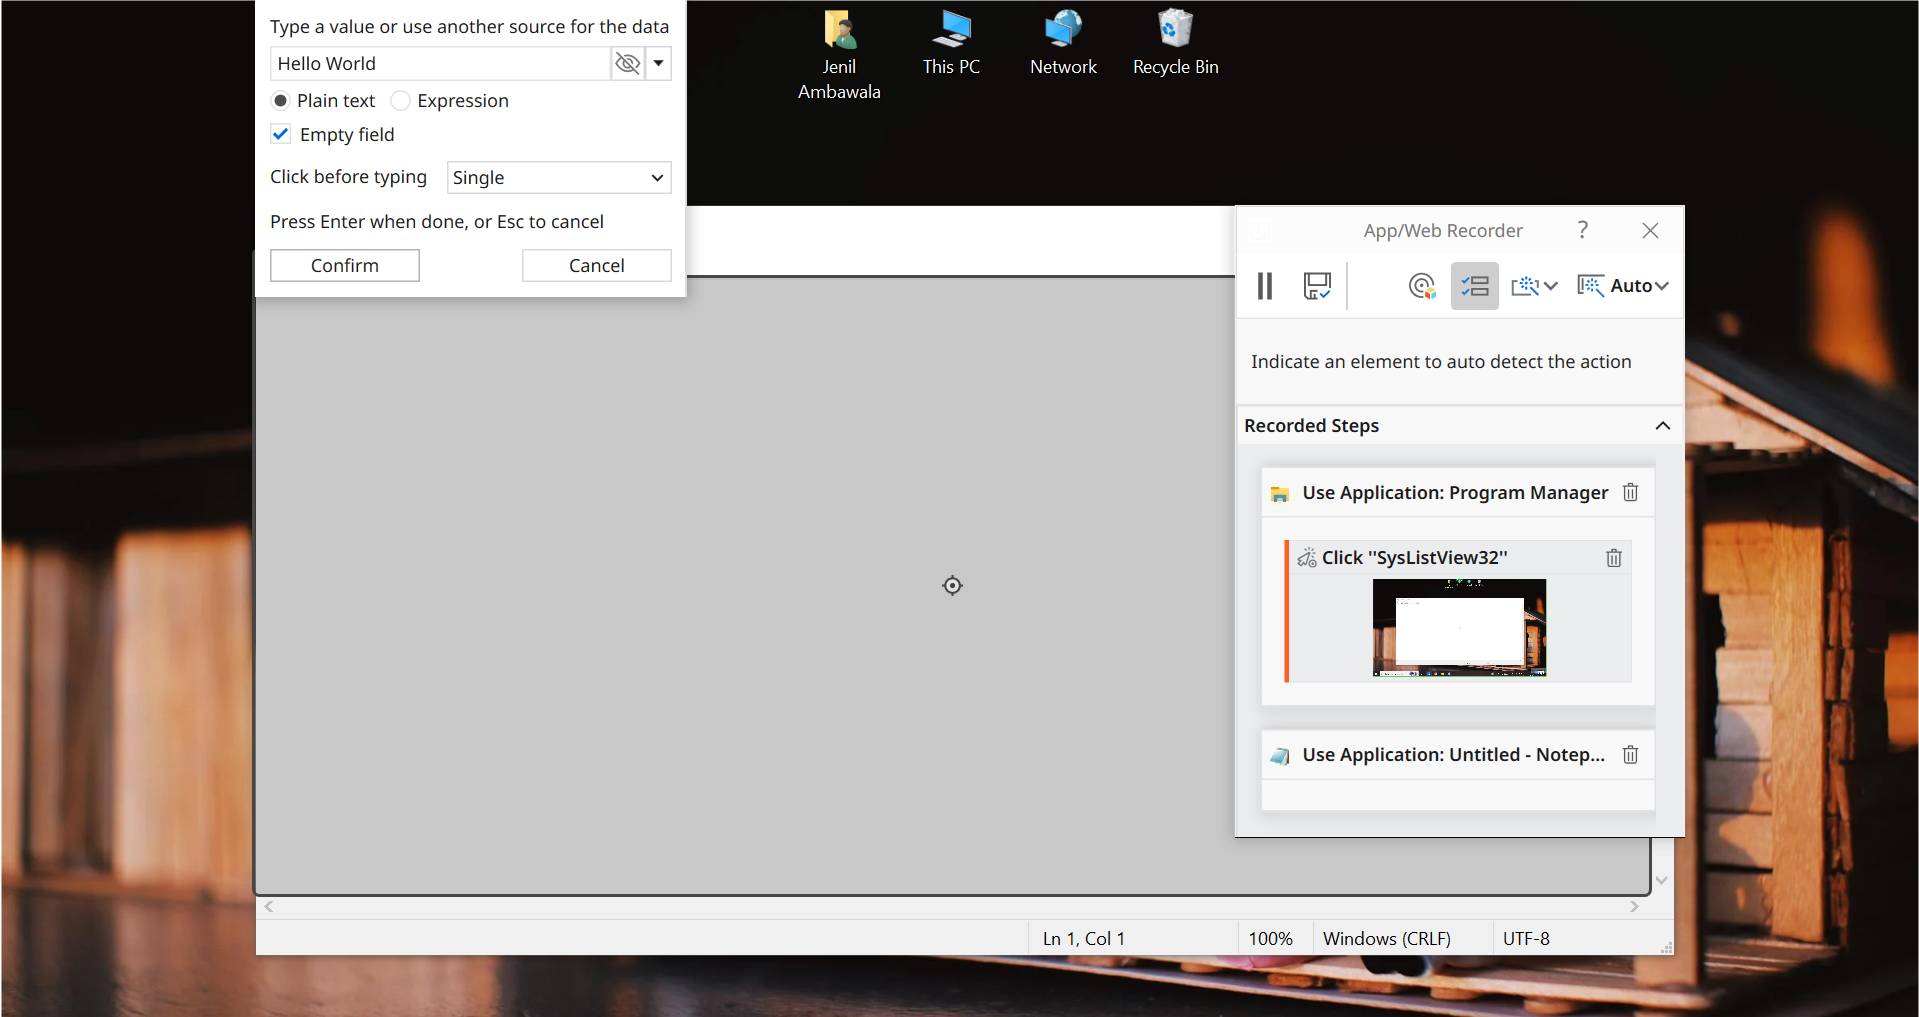 Type a value or use another source for the data
Hello World
Plain text
Expression
Empty field
Click before typing
Single
Press Enter when done, or Esc to cancel
Confirm
Cancel
Jenil
Ambawala
This PC
Network
Recycle Bin
App/Web Recorder
?
Auto
Indicate an element to auto detect the action
Recorded Steps
Use Application: Program Manager
Click "SysListView32"
Use Application: Untitled - Notep...
Ln 1, Col 1
100%
Windows (CRLF)
UTF-8